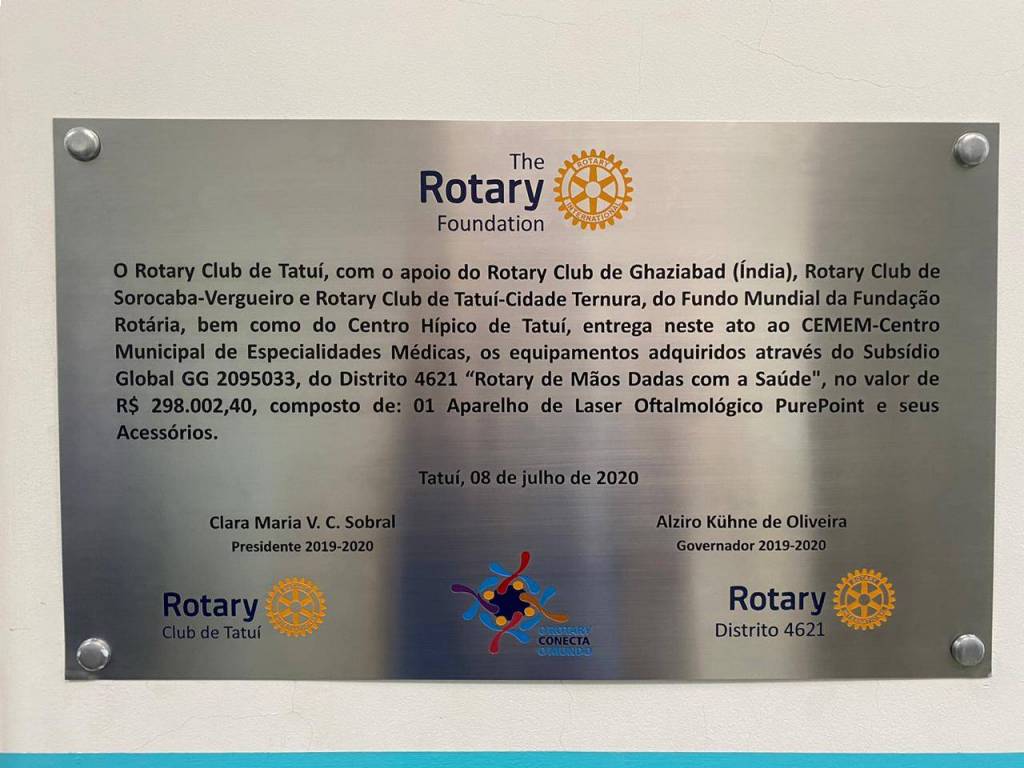 The
Rotary
Foundation
ROTARY
INTERNATIONAL
O Rotary Club de Tatuí, com o apoio do Rotary Club de Ghaziabad (Índia), Rotary Club de
Sorocaba-Vergueiro e Rotary Club de Tatuí-Cidade Ternura, do Fundo Mundial da Fundação
Rotária, bem como do Centro Hípico de Tatuí, entrega neste ato ao CEMEM-Centro
Municipal de Especialidades Médicas, os equipamentos adquiridos através do Subsídio
Global GG 2095033, do Distrito 4621 “Rotary de Mãos Dadas com a Saúde", no valor de
R$ 298.002,40, composto de: 01 Aparelho de Laser Oftalmológico PurePoint e seus
Acessórios.
Tatuí, 08 de julho de 2020
Clara Maria V. C. Sobral
Presidente 2019-2020
Alziro Kühne de Oliveira
Governador 2019-2020
Rotary
Club de Tatuí
O ROTARY
CONECTA
O MUNDO
Rotary
Distrito 4621